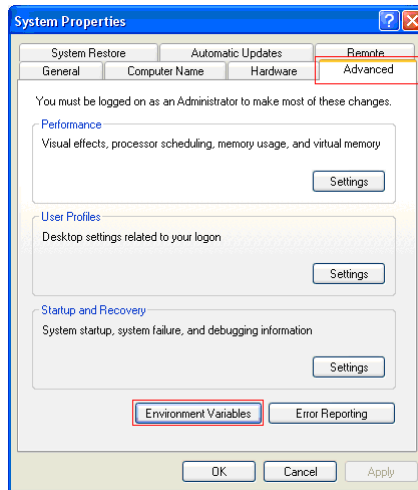 System Properties
System Restore Automatic Updates Remote
General Computer Name Hardware Advanced
You must be logged on as an Administrator to make most of these changes.
Performance
Visual effects, processor scheduling, memory usage, and virtual memory
Settings
User Profiles
Desktop settings related to your logon
Settings
Startup and Recovery
System startup, system failure, and debugging information
Settings
Environment Variables Error Reporting
OK Cancel Apply